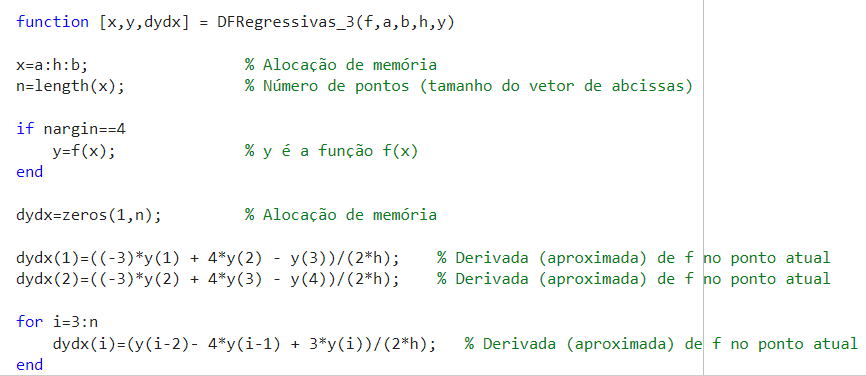 function [x,y,dydx] = DFRegressivas_3(f,a,b,h,y)
x=a:h:b; % Alocação de memória
n=length(x); % Número de pontos (tamanho do vetor de abcissas)
if nargin==4
y=f(x); % y é a função f(x)
end
dydx=zeros(1,n); % Alocação de memória
dydx(1)=((-3)*y(1) + 4*y(2) - y(3))/(2*h); % Derivada (aproximada) de f no ponto atual
dydx(2)=((-3)*y(2) + 4*y(3) - y(4))/(2*h); % Derivada (aproximada) de f no ponto atual
for i=3:n
dydx(i)=(y(i-2)- 4*y(i-1) + 3*y(i))/(2*h); % Derivada (aproximada) de f no ponto atual
end